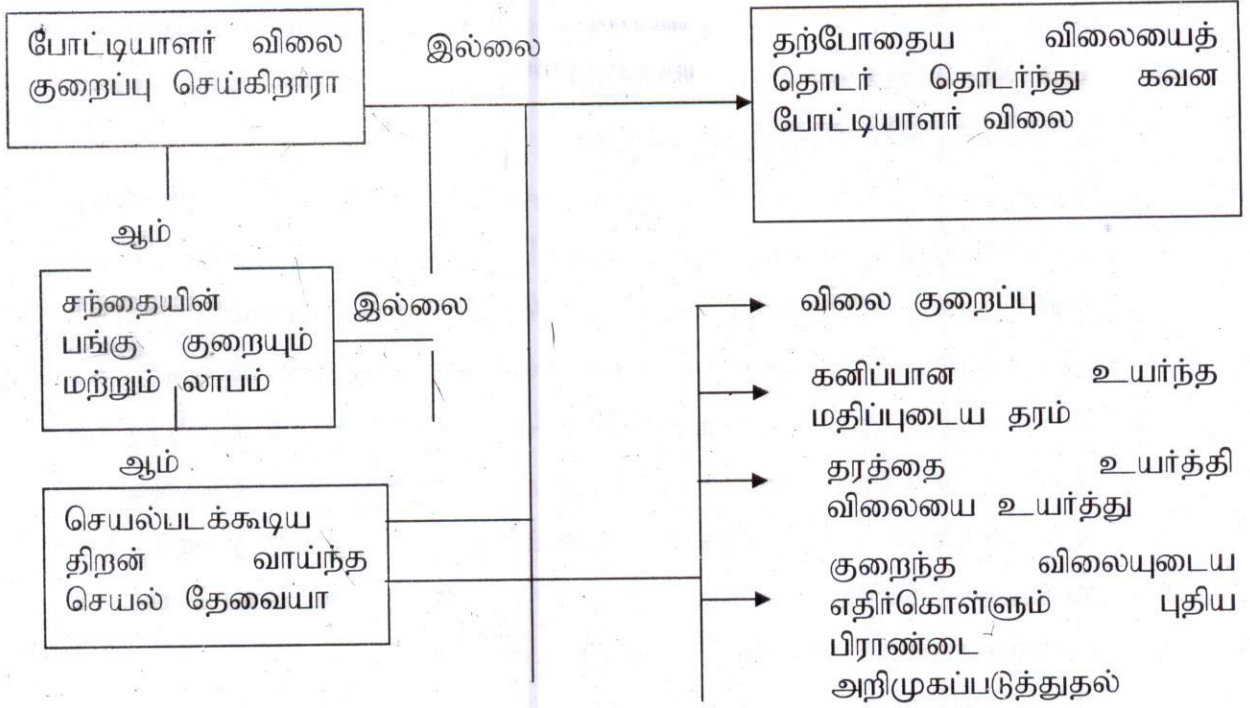 போட்டியாளர் விலை
குறைப்பு செய்கிறாரா
இல்லை
தற்போதைய விலையைத்
தொடர் தொடர்ந்து கவன
போட்டியாளர் விலை
ஆம்
சந்தையின்
பங்கு குறையும்
மற்றும் லாபம்
இல்லை
ஆம்
செயல்படக்கூடிய
திறன் வாய்ந்த
செயல் தேவையா
விலை குறைப்பு
கனிப்பான உயர்ந்த
மதிப்புடைய தரம்
தரத்தை உயர்த்தி
விலையை உயர்த்து
குறைந்த விலையுடைய
எதிர்கொள்ளும் புதிய
பிராண்டை
அறிமுகப்படுத்துதல்